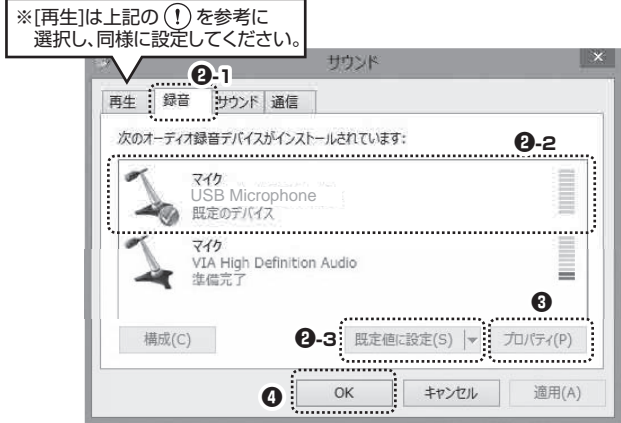 ※[再生]は上記の(!)を参考に
選択し、同様に設定してください。
サウンド
×
❷-1
再生 録音 サウンド 通信
次のオーディオ録音デバイスがインストールされています:
❷-2
マイク
USB Microphone
既定のデバイス
マイク
VIA High Definition Audio
準備完了
❸
構成(C) ❷-3 既定値に設定(S) プロパティ(P)
❹ OK キャンセル 適用(A)